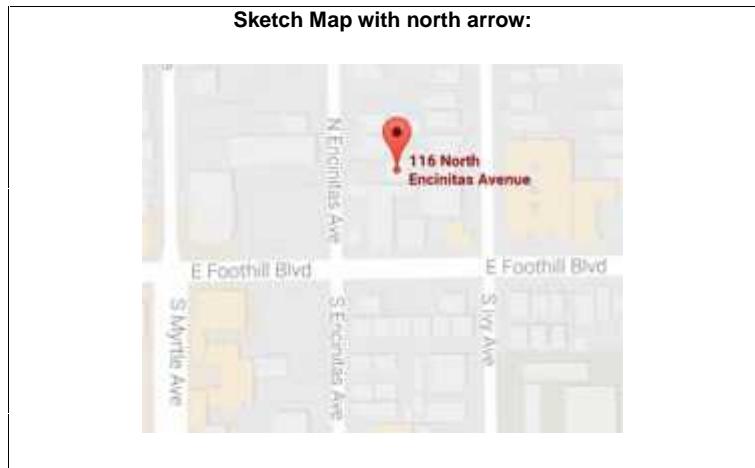 Sketch Map with north arrow:
N Encinitas Ave
116 North
Encinitas Avenue
E Foothill Blvd
E Foothill Blvd
S Myrtle Ave
S Encinitas Ave
S Ivy Ave